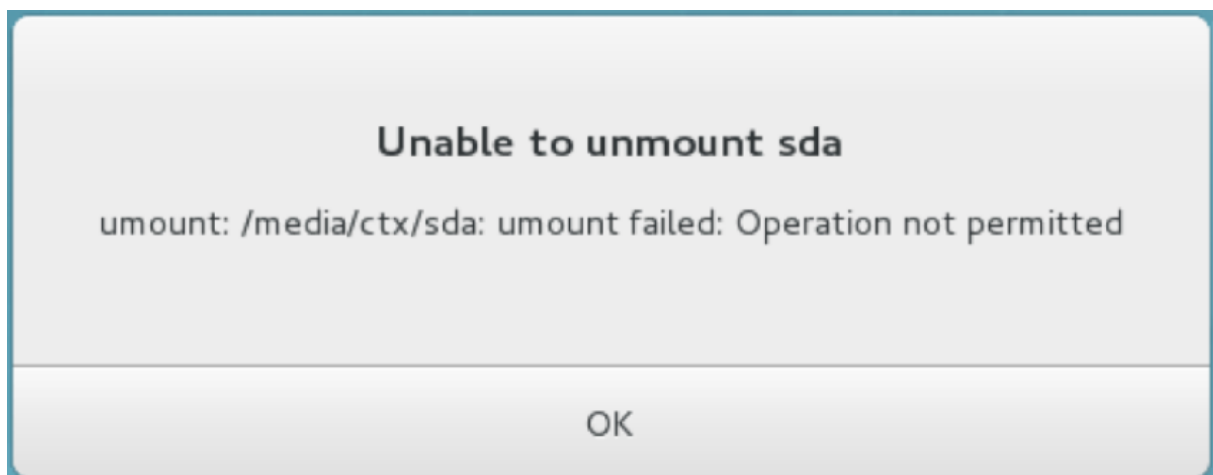 Unable to unmount sda
umount: /media/ctx/sda: umount failed: Operation not permitted
OK